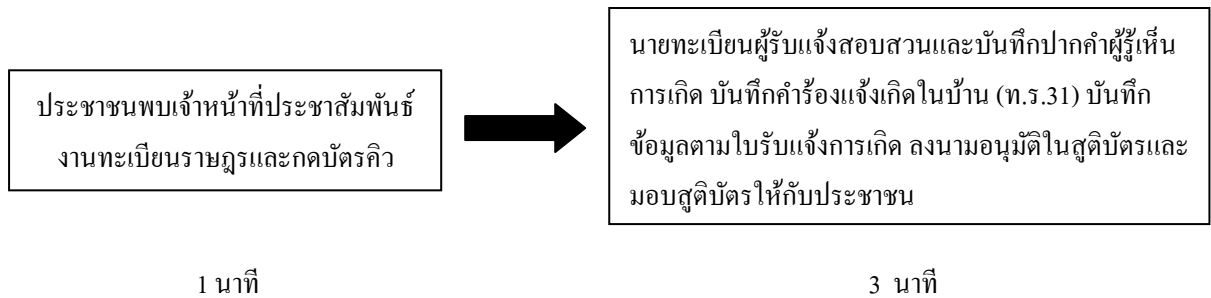 ประชาชนพบเจ้าหน้าที่ประชาสัมพันธ์
งานทะเบียนราษฎรและกดบัตรคิว
นายทะเบียนผู้รับแจ้งสอบสวนและบันทึกปากคำผู้รู้เห็น
การเกิด บันทึกคำร้องแจ้งเกิดในบ้าน (ท.ร.31) บันทึก
ข้อมูลตามใบรับแจ้งการเกิด ลงนามอนุมัติในสูติบัตรและ
มอบสูติบัตรให้กับประชาชน
1 นาที
3 นาที